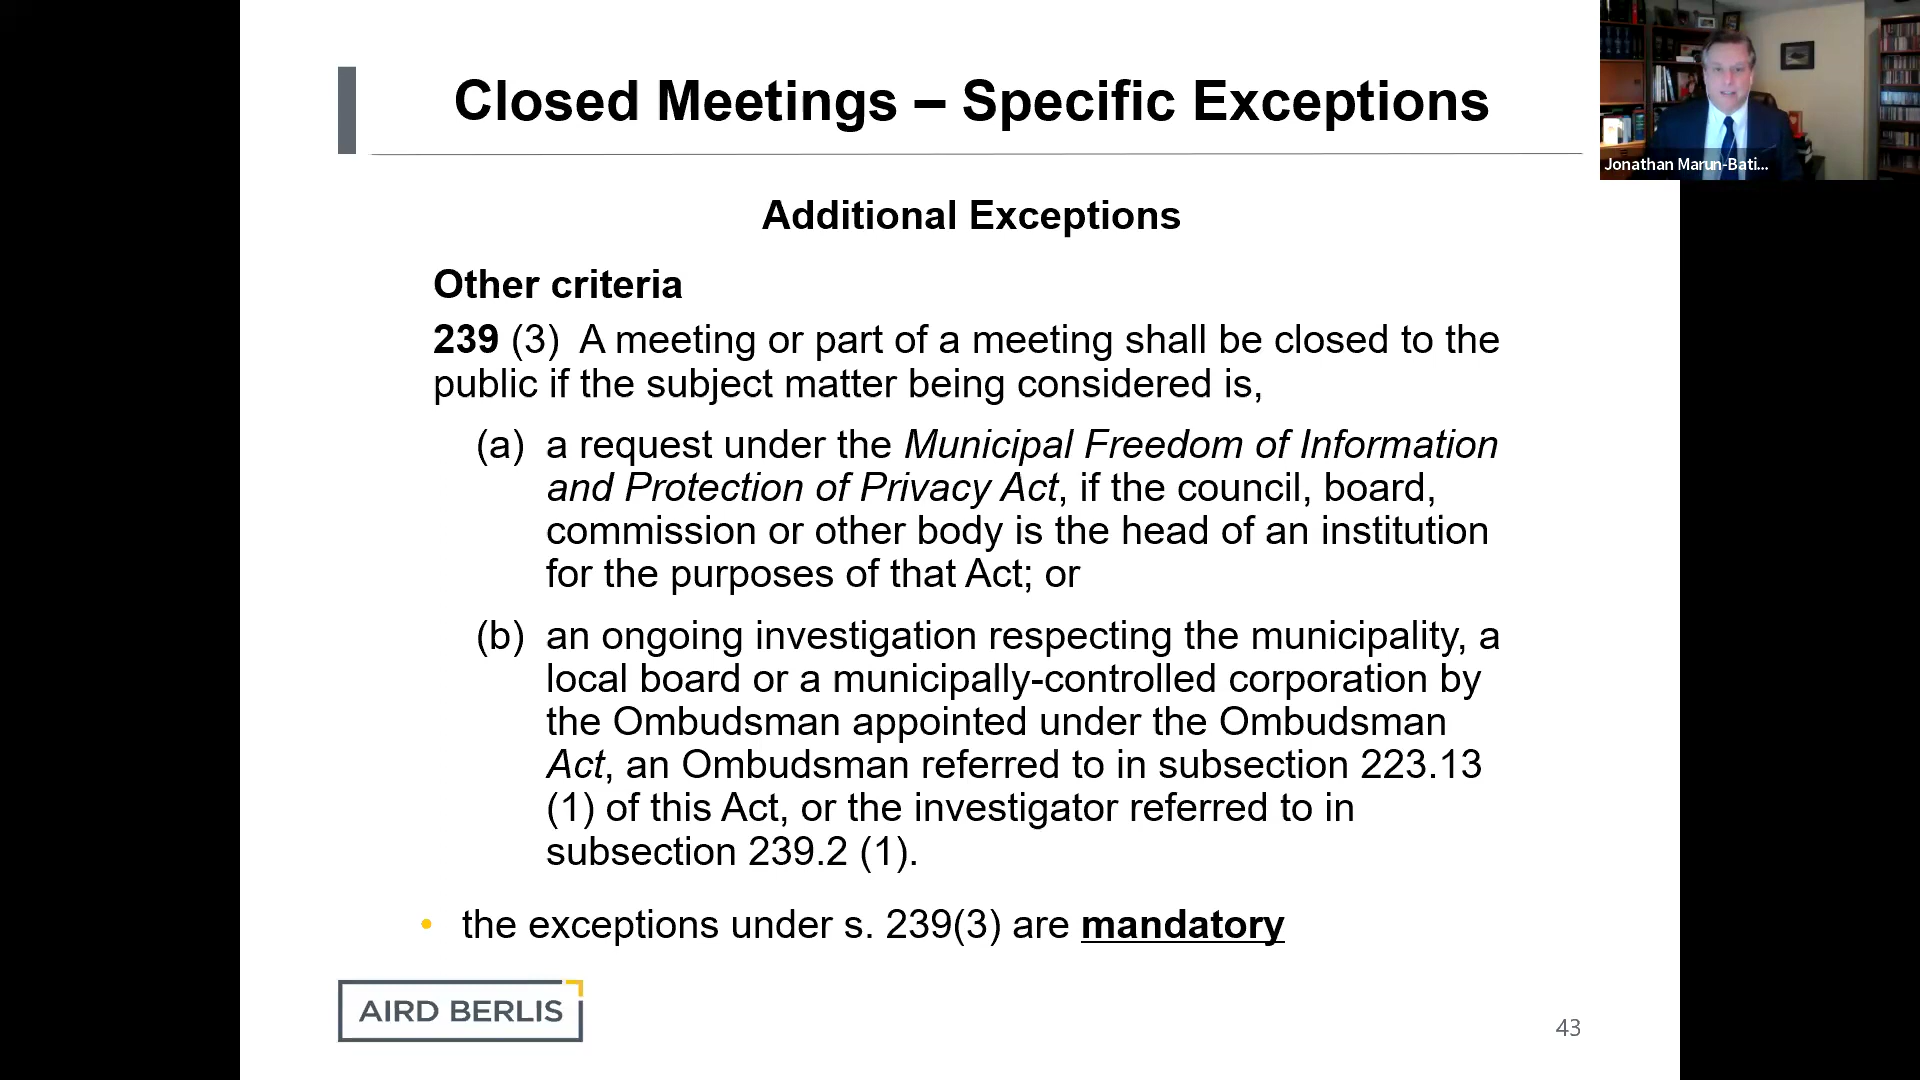 Closed Meetings – Specific Exceptions
Jonathan Marun-Bati...
Additional Exceptions
Other criteria
239 (3) A meeting or part of a meeting shall be closed to the
public if the subject matter being considered is,
(a) a request under the Municipal Freedom of Information
and Protection of Privacy Act, if the council, board,
commission or other body is the head of an institution
for the purposes of that Act; or
(b) an ongoing investigation respecting the municipality, a
local board or a municipally-controlled corporation by
the Ombudsman appointed under the Ombudsman
Act, an Ombudsman referred to in subsection 223.13
(1) of this Act, or the investigator referred to in
subsection 239.2 (1).
• the exceptions under s. 239(3) are mandatory
AIRD BERLIS
43